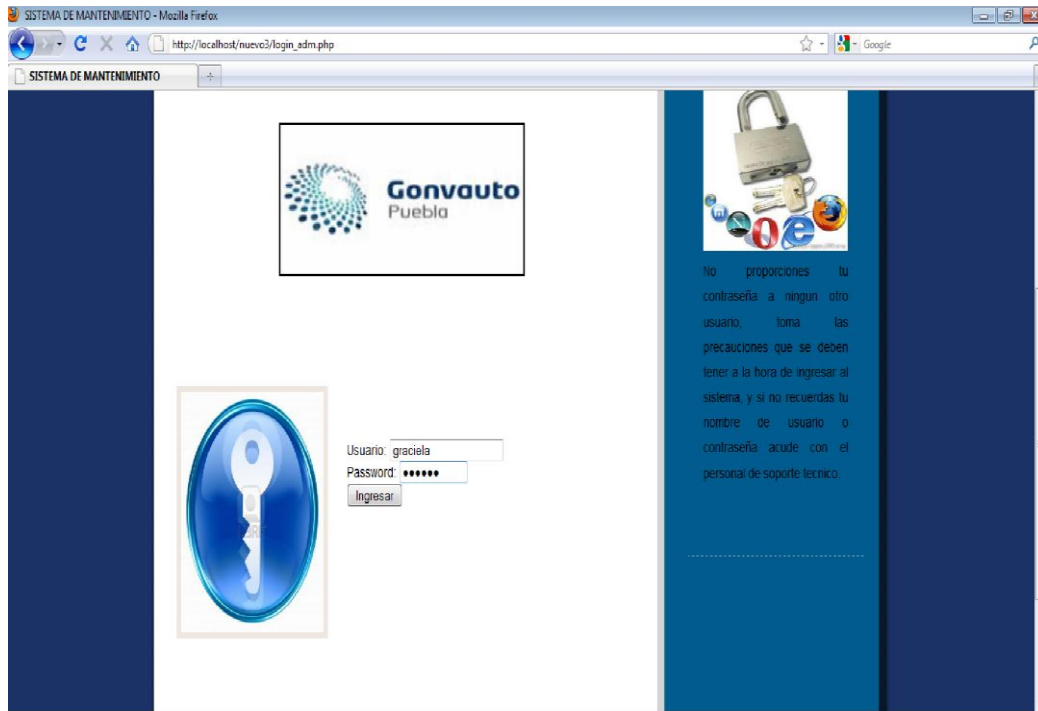 SISTEMA DE MANTENIMIENTO - Mozilla Firefox
http://localhost/nuevo3/login_adm.php
Google
SISTEMA DE MANTENIMIENTO
Gonvauto
Puebla
No proporciones tu
contraseña a ningun otro
usuario, toma las
precauciones que se deben
tener a la hora de ingresar al
sistema, y si no recuerdas tu
nombre de usuario o
contraseña acude con el
personal de soporte tecnico.
Usuario: graciela
Password: ●●●●●●
Ingresar